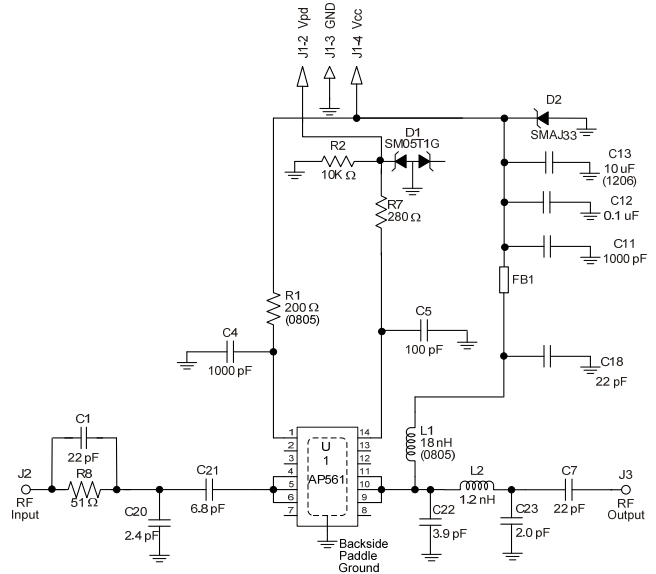 J1-2 Vpd
J1-3 GND
J1-4 Vcc
D2
SMAJ33
D1
SM05T1G
R2
10K Ω
C13
10 uF
(1206)
R7
280 Ω
C12
0.1 uF
C11
1000 pF
FB1
R1
200 Ω
(0805)
C4
1000 pF
C5
100 pF
C18
22 pF
C1
22 pF
J2
RF
Input
R8
51 Ω
C20
2.4 pF
C21
6.8 pF
1
2
3
4
5
6
7
U
1
AP561
14
13
12
11
10
9
8
L1
18 nH
(0805)
L2
1.2 nH
C7
22 pF
J3
RF
Output
C22
3.9 pF
C23
2.0 pF
Backside
Paddle
Ground